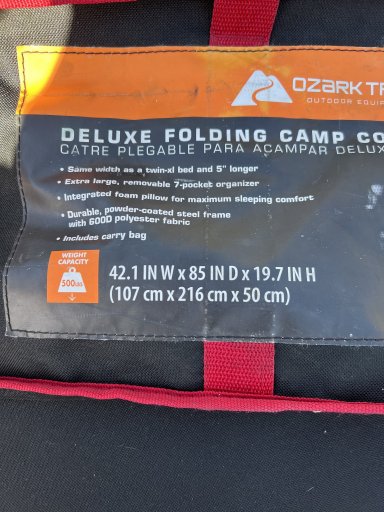 OZARK TR
OUTDOOR EQUIP
DELUXE FOLDING CAMP CO
CATRE PLEGABLE PARA ACAMPAR DELUX
• Same width as a twin-xl bed and 5" longer
• Extra large, removable 7-pocket organizer
• Integrated foam pillow for maximum sleeping comfort
• Durable, powder-coated steel frame
with 600D polyester fabric
• Includes carry bag
WEIGHT
CAPACITY
500LBS
42.1 IN W x 85 IN D x 19.7 IN H
(107 cm x 216 cm x 50 cm)